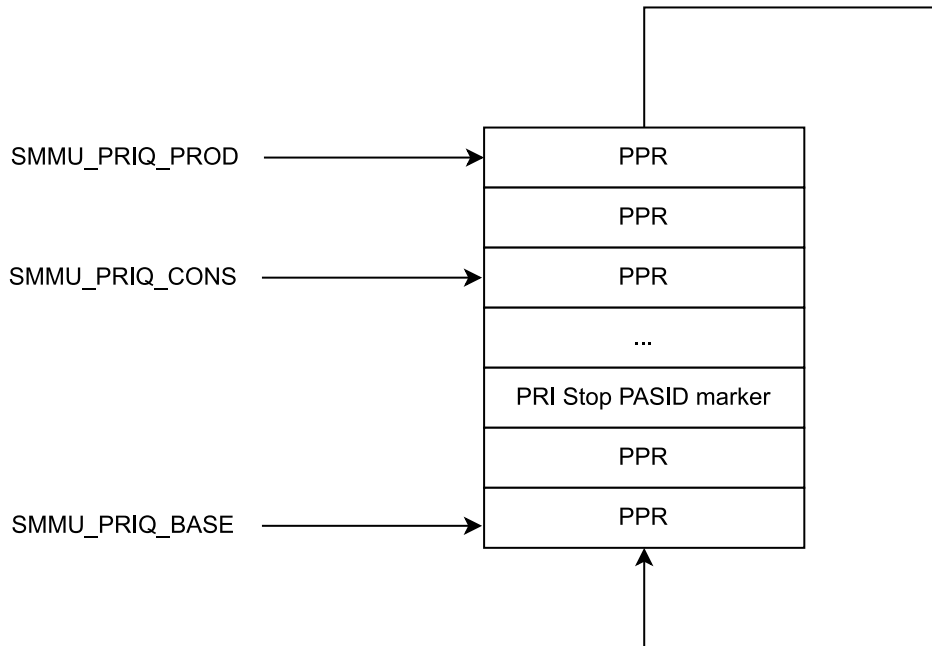 SMMU_PRIQ_PROD
PPR
PPR
SMMU_PRIQ_CONS
PPR
...
PRI Stop PASID marker
PPR
SMMU_PRIQ_BASE
PPR